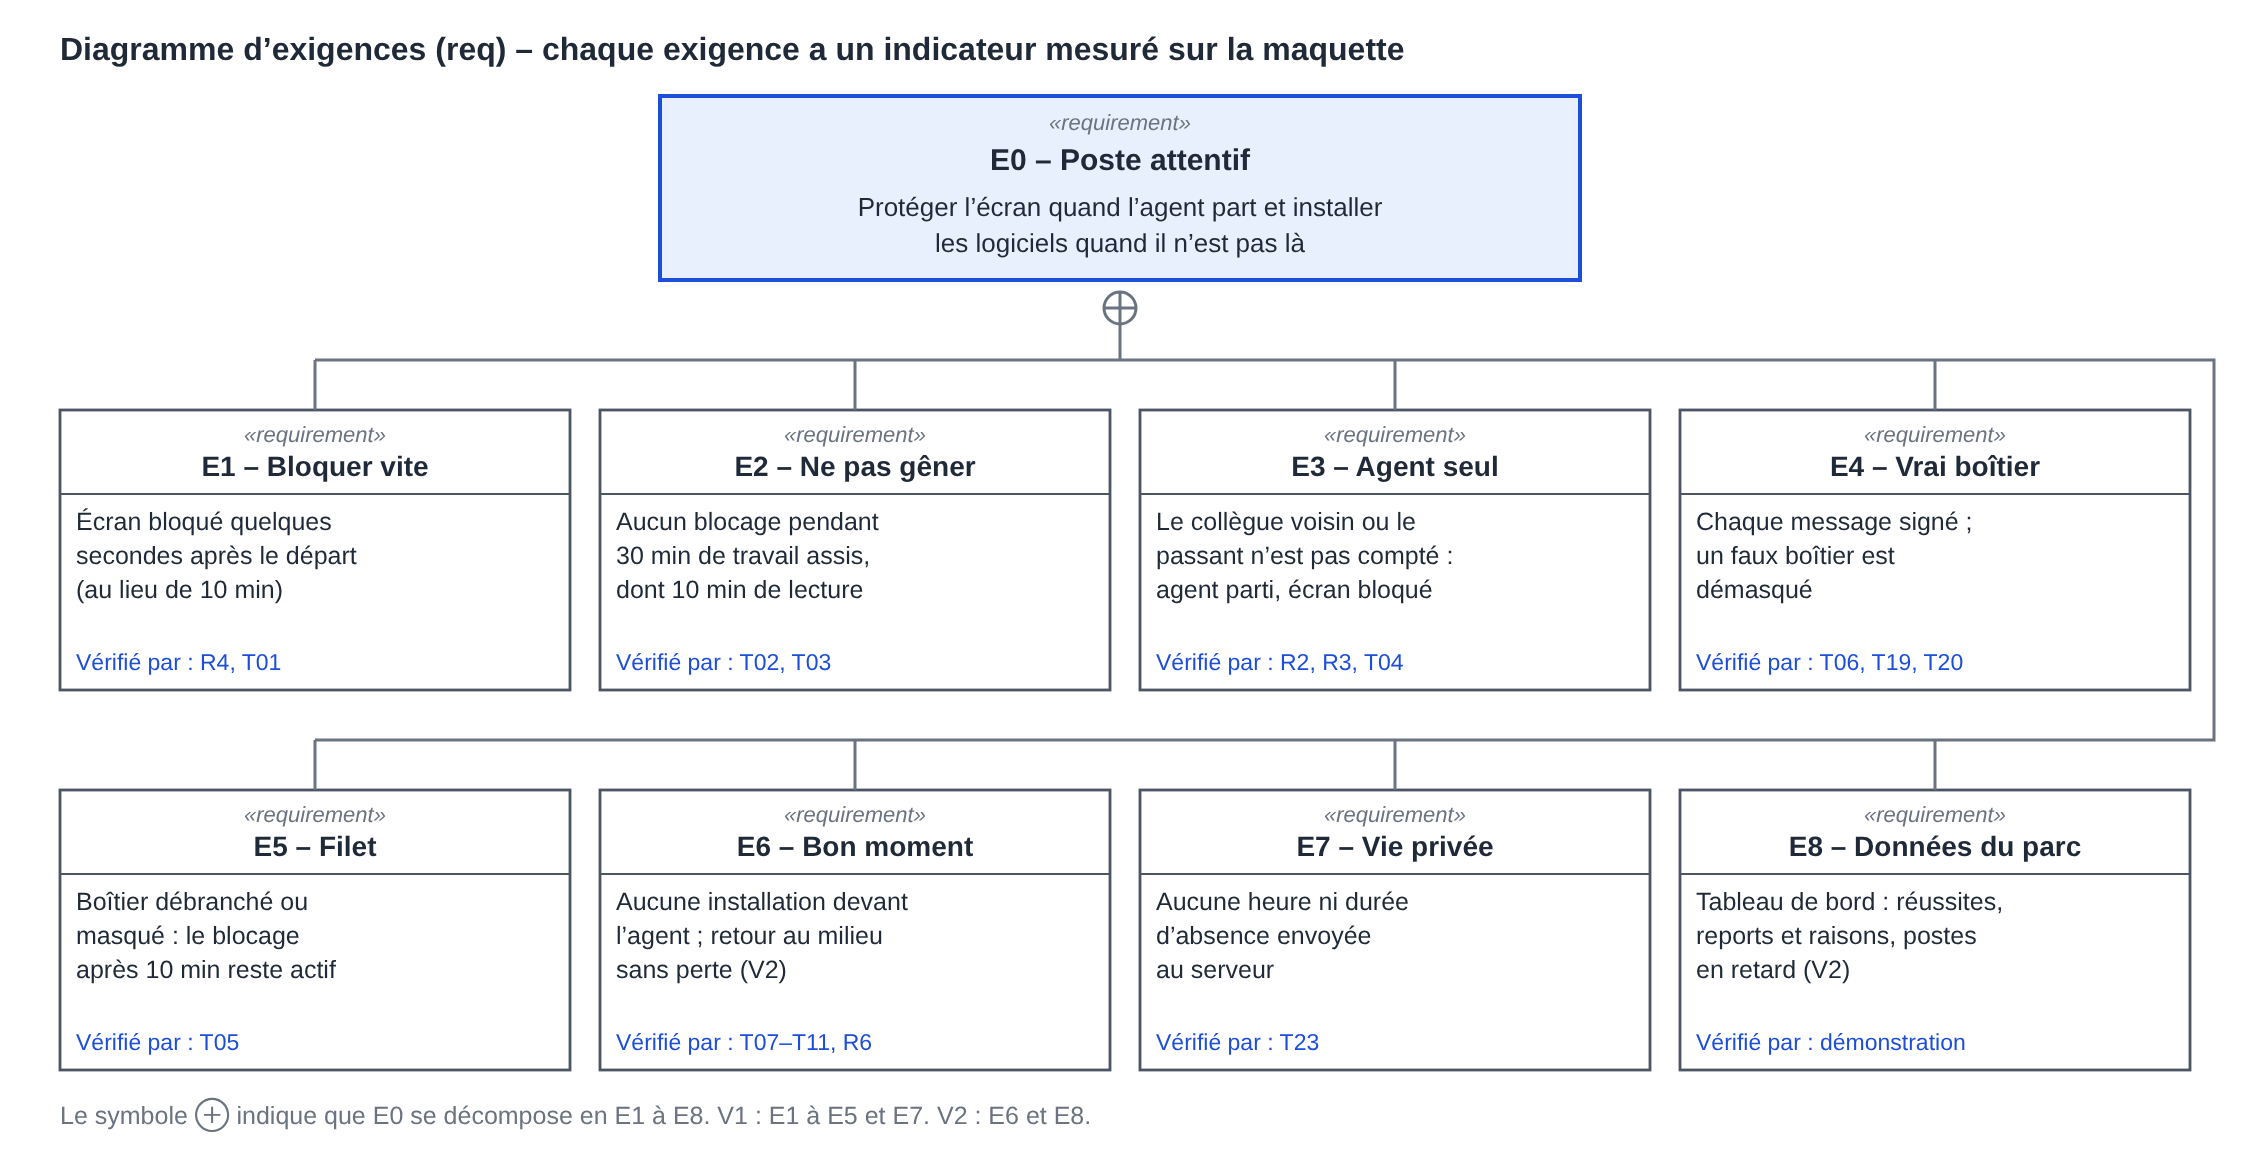 Diagramme d’exigences (req) – chaque exigence a un indicateur mesuré sur la maquette
«requirement»
E0 – Poste attentif
Protéger l’écran quand l’agent part et installer
les logiciels quand il n’est pas là
«requirement»
E1 – Bloquer vite
Écran bloqué quelques
secondes après le départ
(au lieu de 10 min)
Vérifié par : R4, T01
«requirement»
E2 – Ne pas gêner
Aucun blocage pendant
30 min de travail assis,
dont 10 min de lecture
Vérifié par : T02, T03
«requirement»
E3 – Agent seul
Le collègue voisin ou le
passant n’est pas compté :
agent parti, écran bloqué
Vérifié par : R2, R3, T04
«requirement»
E4 – Vrai boîtier
Chaque message signé ;
un faux boîtier est
démasqué
Vérifié par : T06, T19, T20
«requirement»
E5 – Filet
Boîtier débranché ou
masqué : le blocage
après 10 min reste actif
Vérifié par : T05
«requirement»
E6 – Bon moment
Aucune installation devant
l’agent ; retour au milieu
sans perte (V2)
Vérifié par : T07–T11, R6
«requirement»
E7 – Vie privée
Aucune heure ni durée
d’absence envoyée
au serveur
Vérifié par : T23
«requirement»
E8 – Données du parc
Tableau de bord : réussites,
reports et raisons, postes
en retard (V2)
Vérifié par : démonstration
Le symbole ⊕ indique que E0 se décompose en E1 à E8. V1 : E1 à E5 et E7. V2 : E6 et E8.